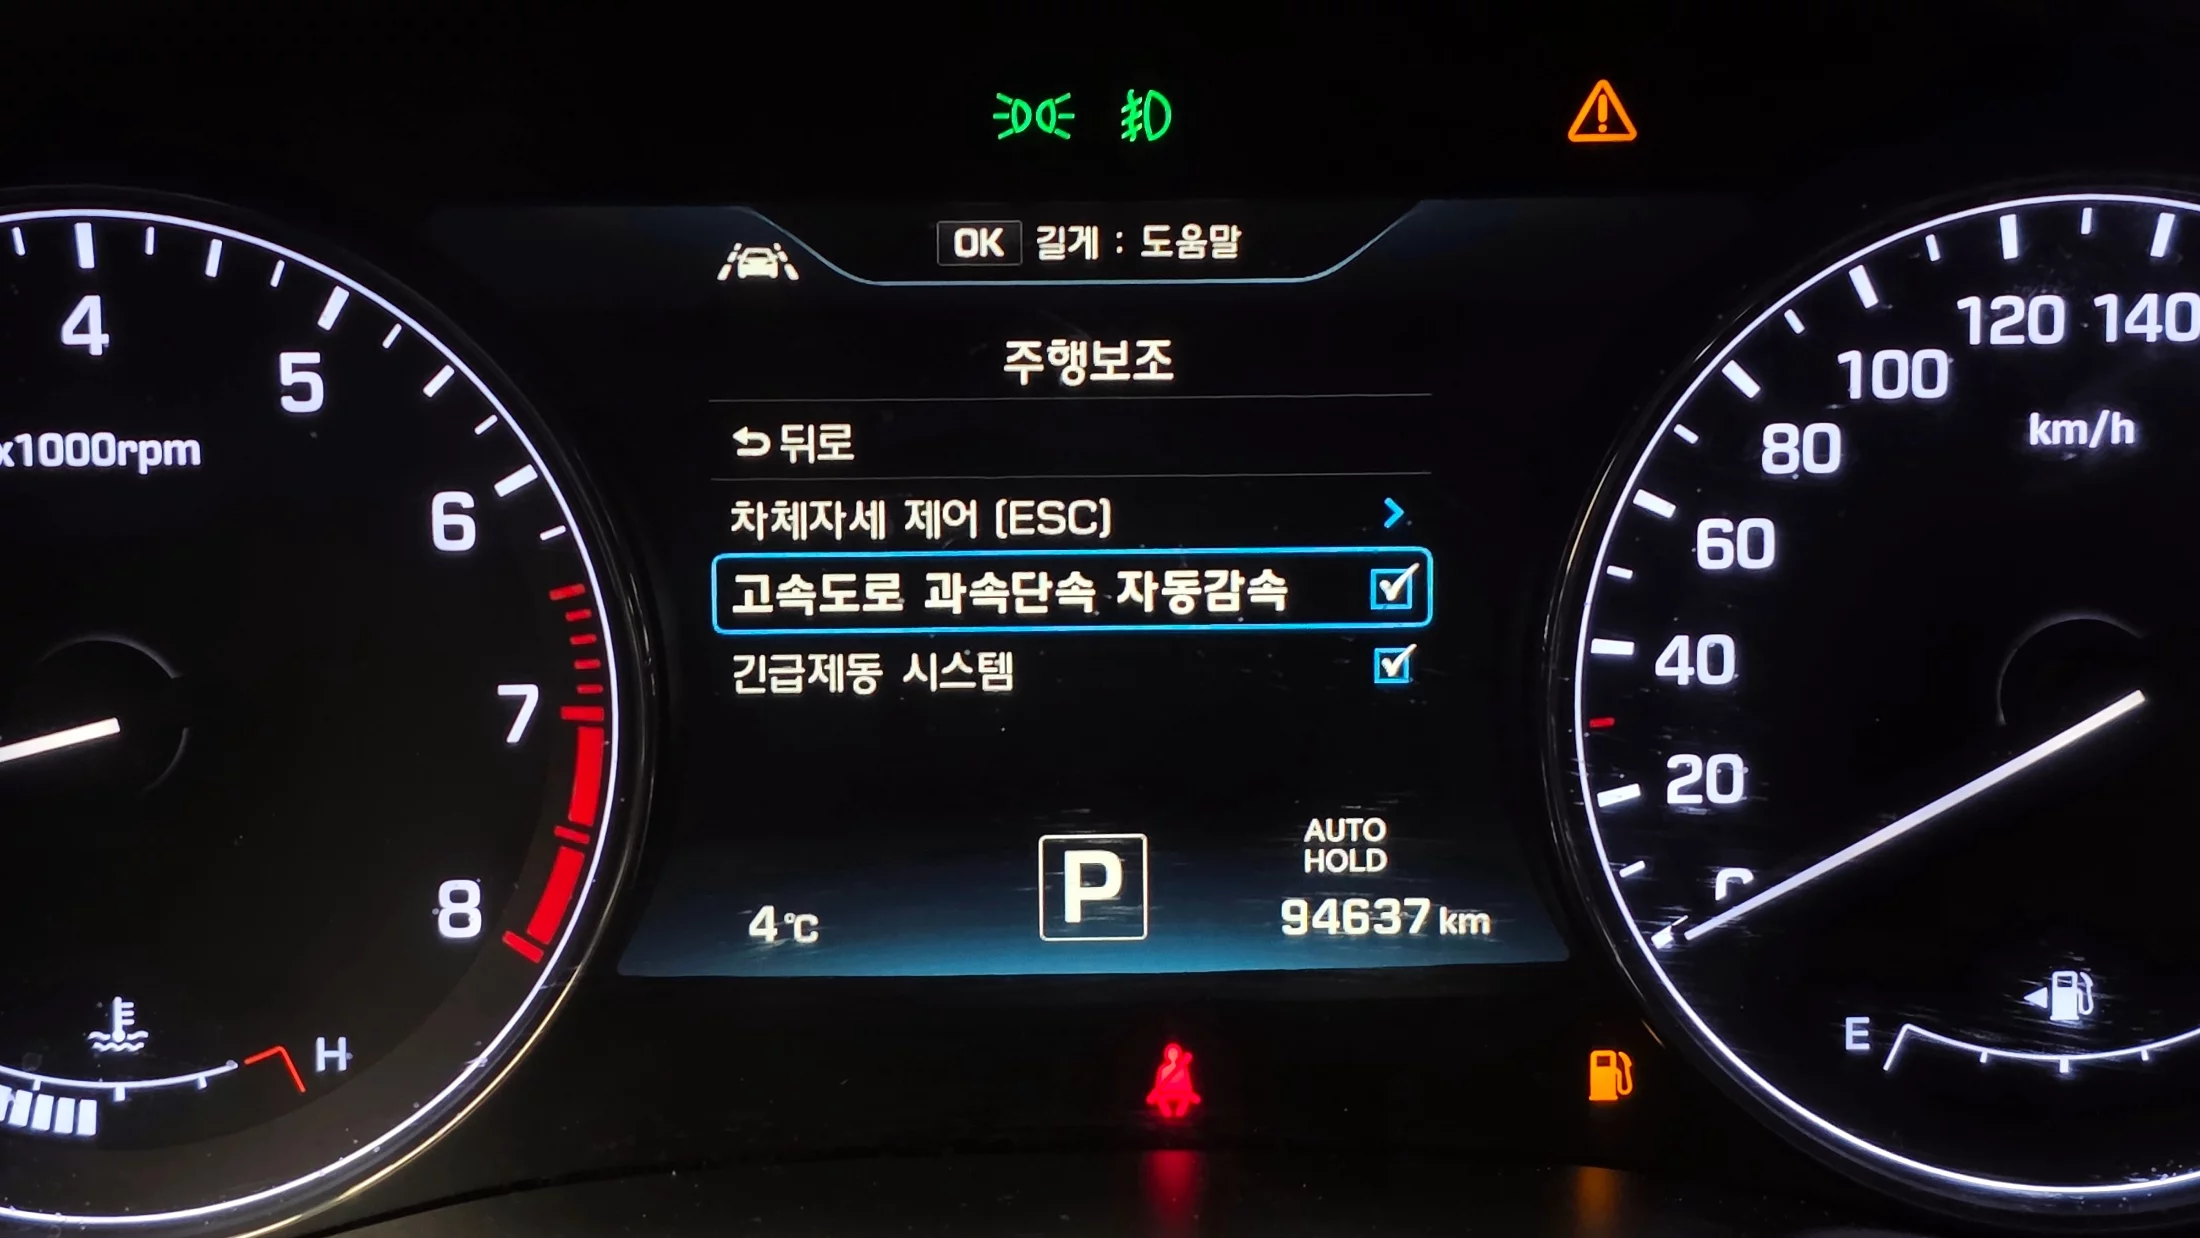 OK 길게 : 도움말
주행보조
뒤로
차체자세 제어 (ESC)
고속도로 과속단속 자동감속
긴급제동 시스템
P
AUTO
HOLD
4℃
94637 km
4
5
x1000rpm
6
7
8
H
140
120
100
km/h
80
60
40
20
E